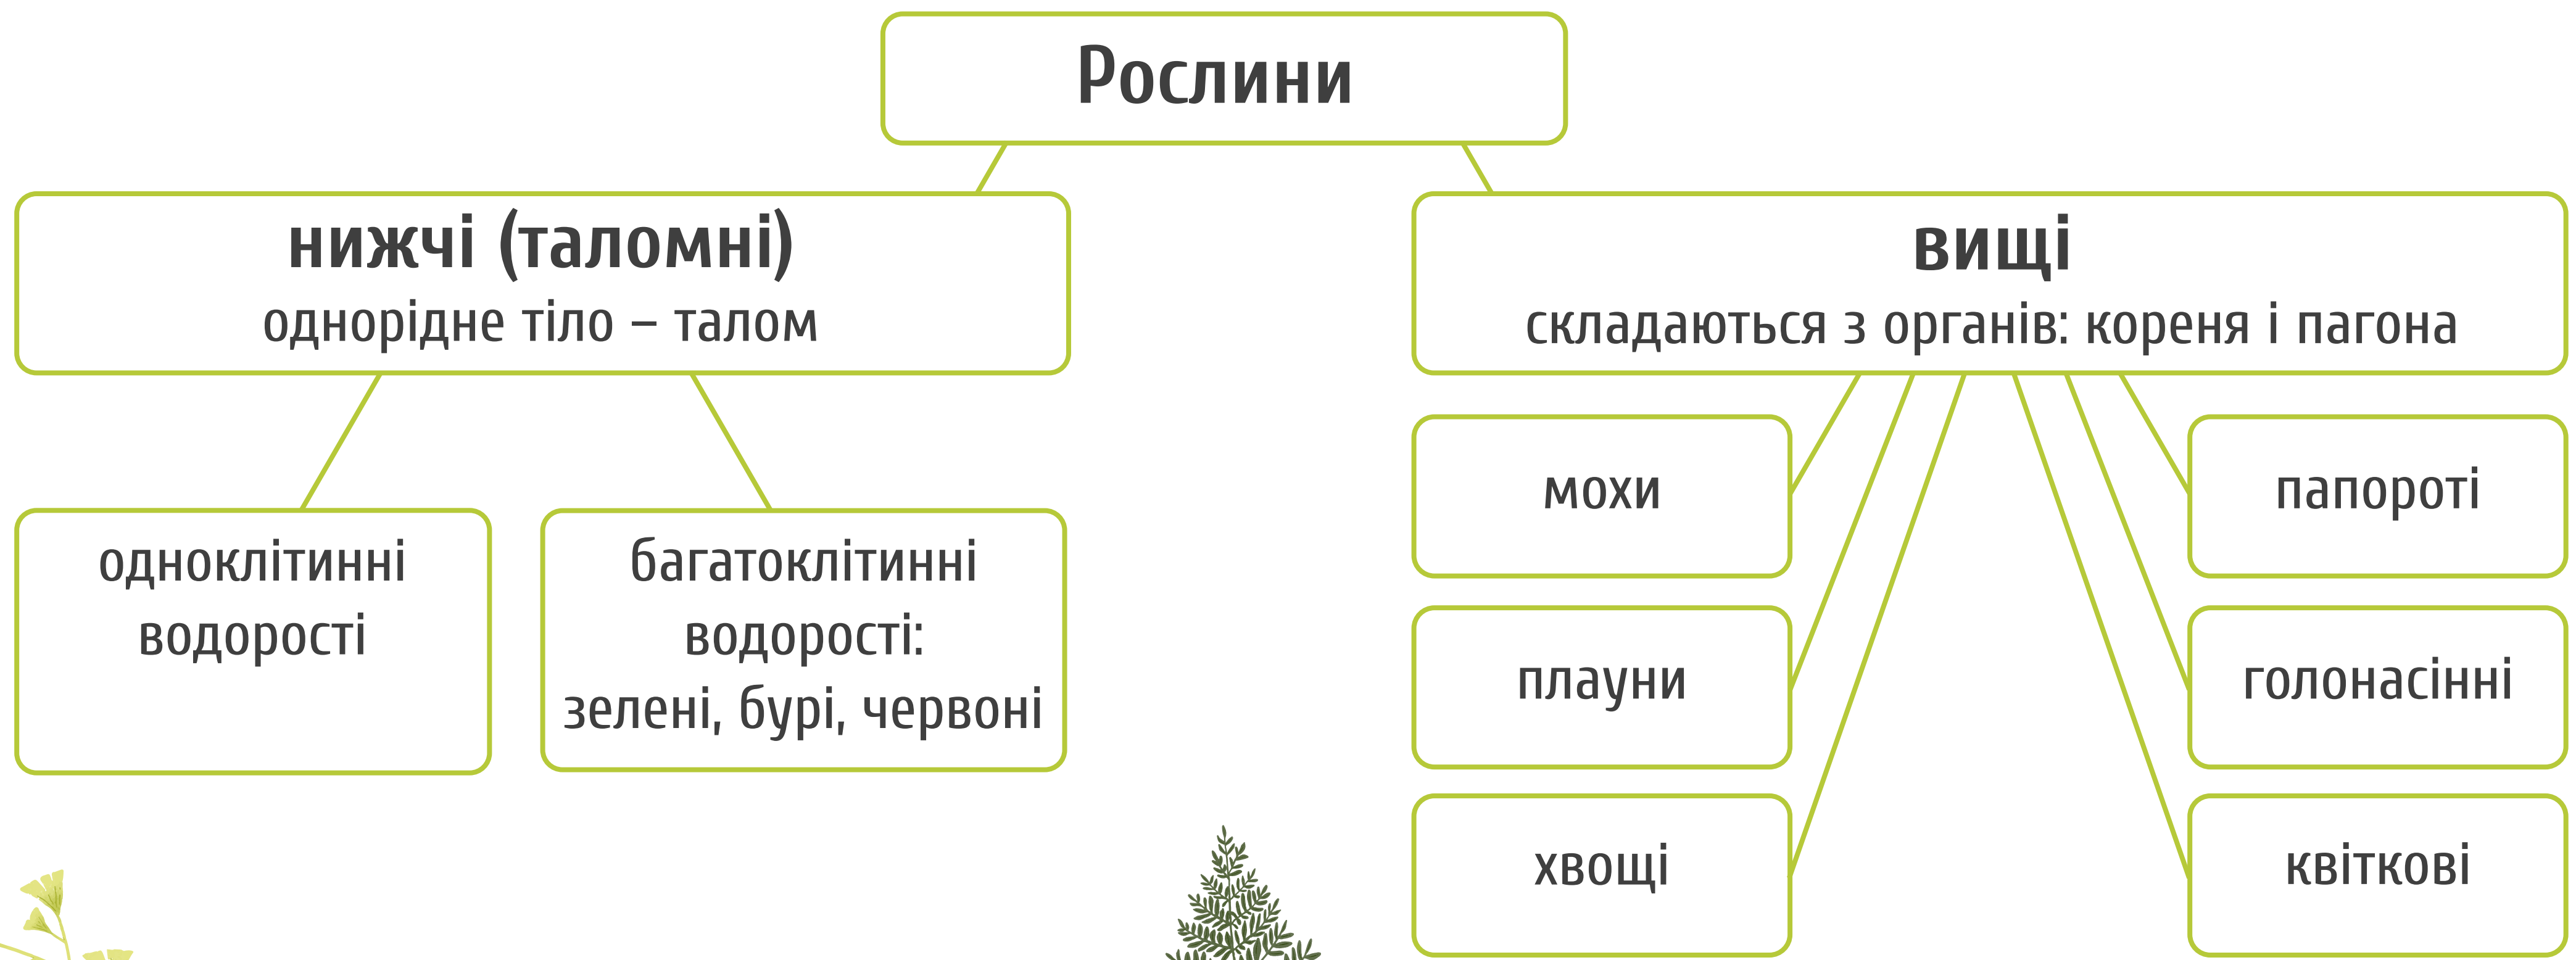 Рослини
нижчі (таломні)
однорідне тіло – талом
вищі
складаються з органів: кореня і пагона
одноклітинні
водорості
багатоклітинні
водорості:
зелені, бурі, червоні
мохи
плауни
хвощі
папороті
голонасінні
квіткові